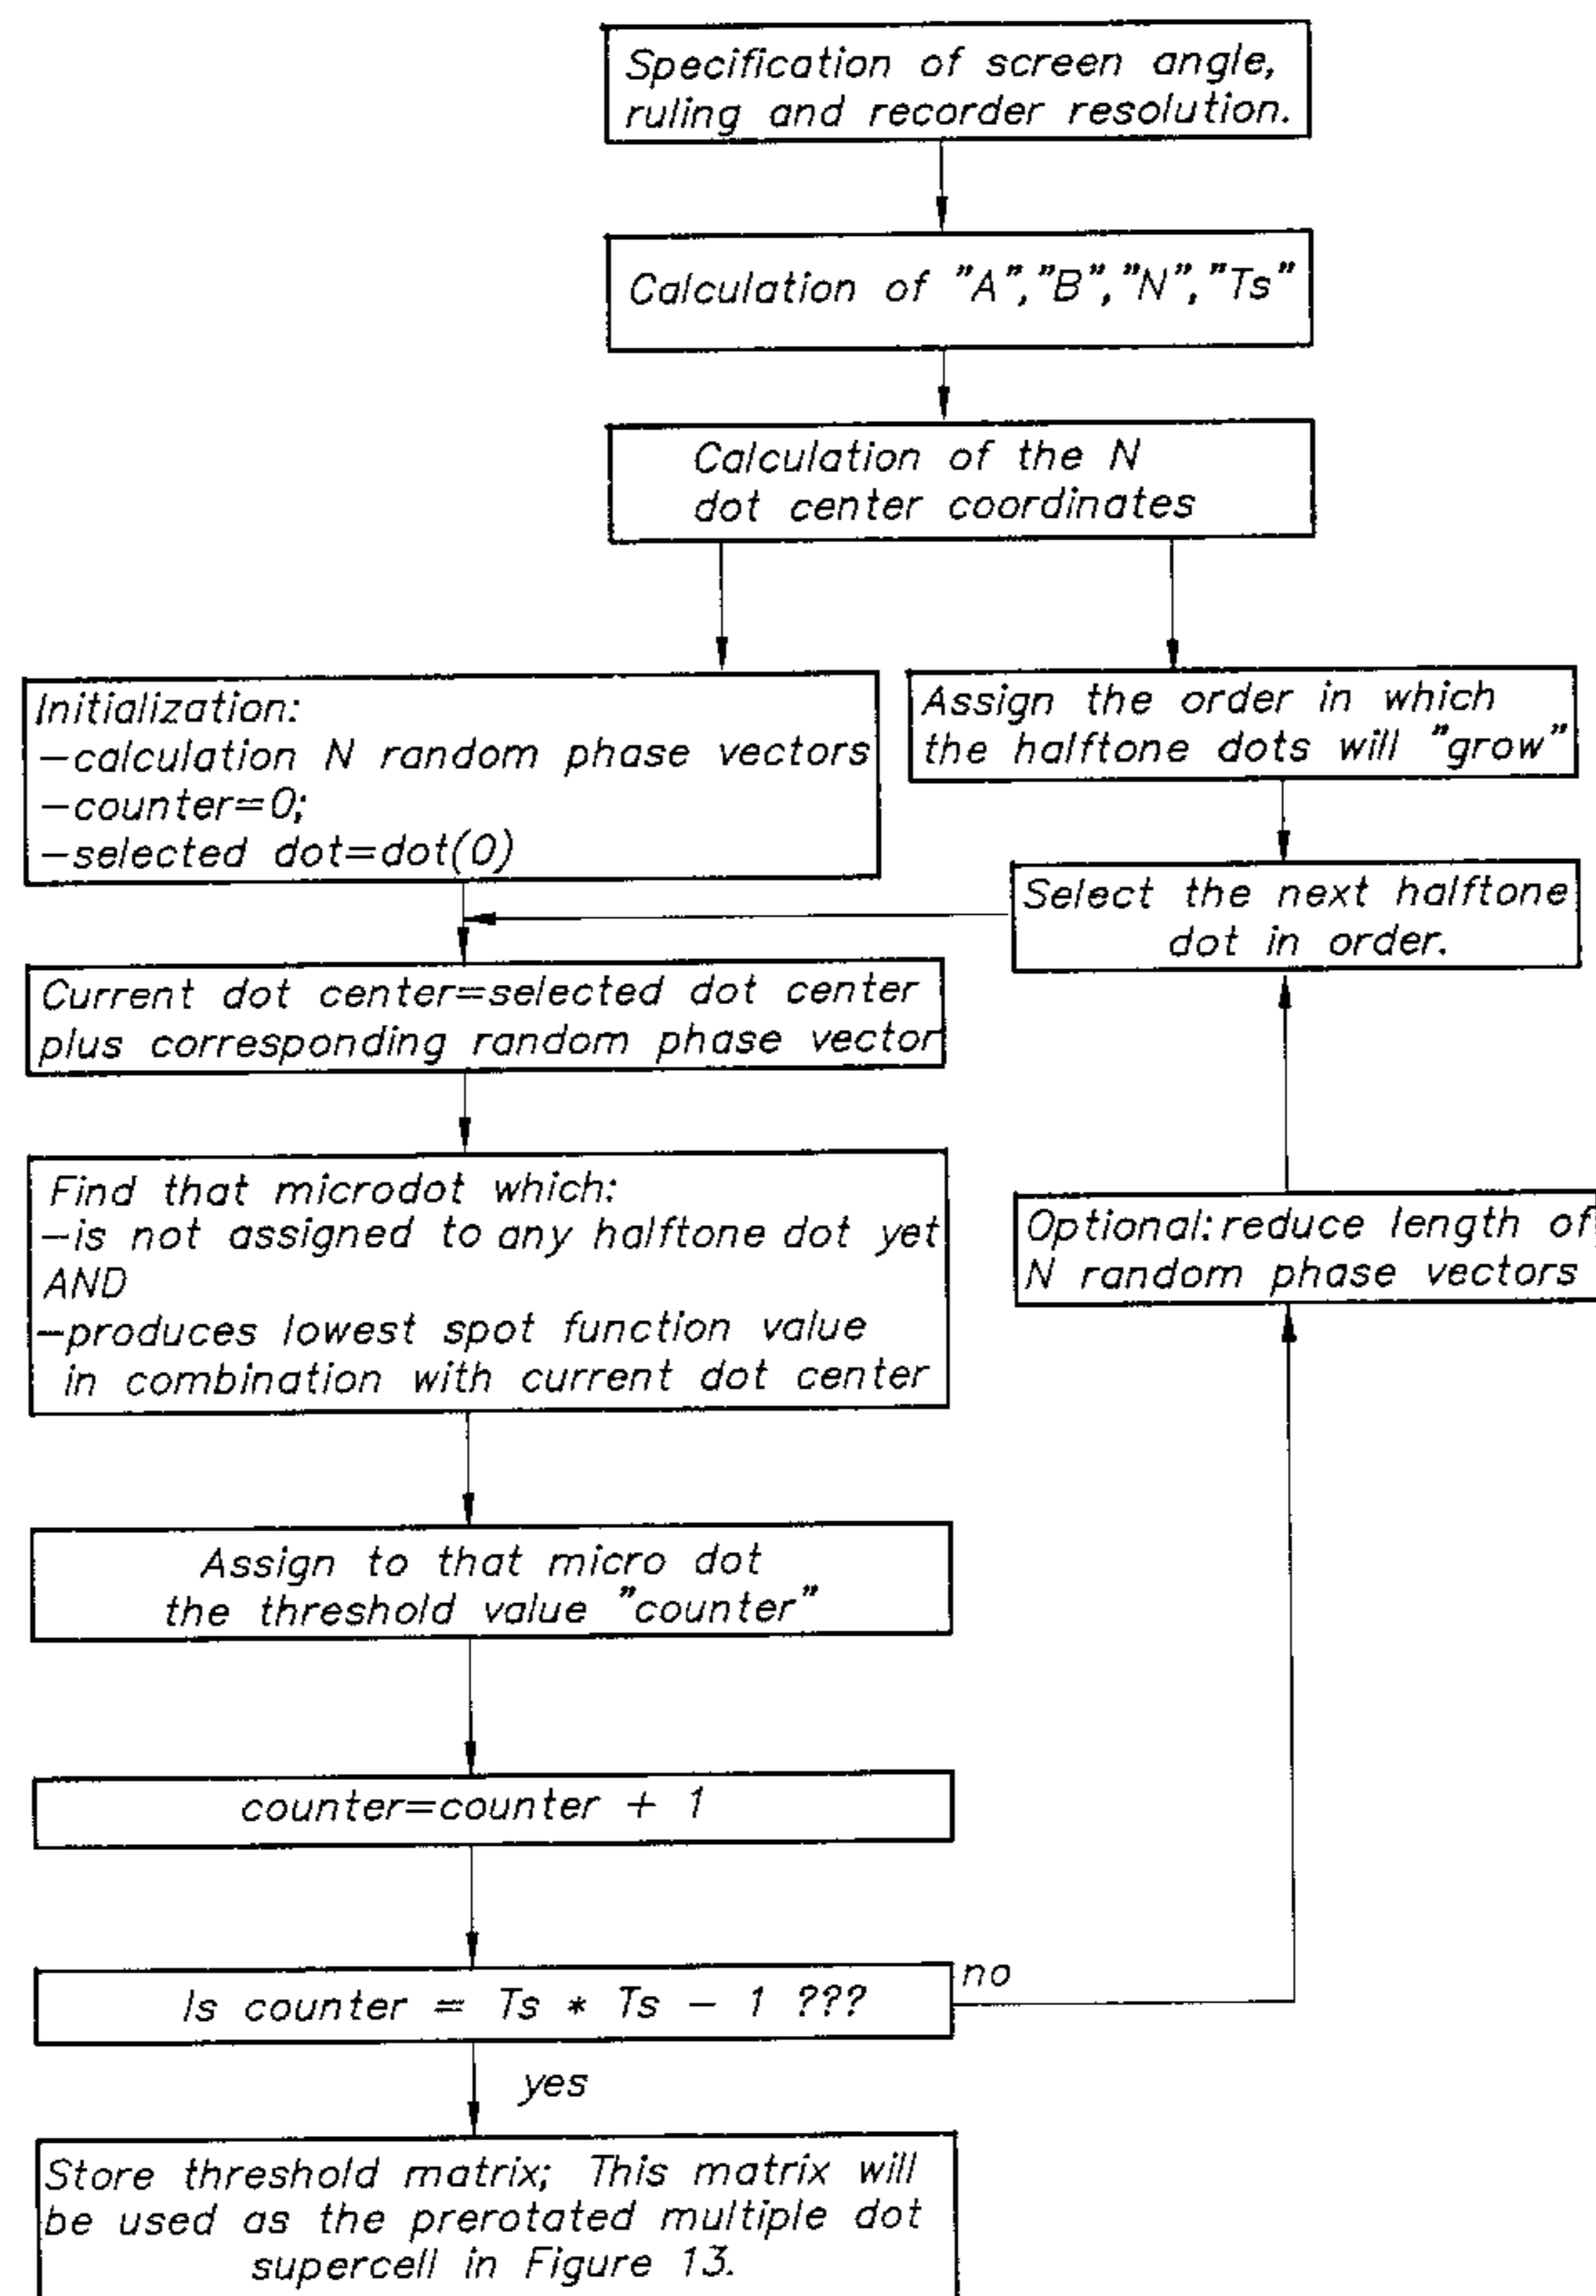 Specification of screen angle,
ruling and recorder resolution.
Calculation of "A","B","N","Ts"
Calculation of the N
dot center coordinates
Initialization:
-calculation N random phase vectors
-counter=0;
-selected dot=dot(0)
Assign the order in which
the halftone dots will "grow"
Select the next halftone
dot in order.
Current dot center=selected dot center
plus corresponding random phase vector
Find that microdot which:
-is not assigned to any halftone dot yet
AND
-produces lowest spot function value
in combination with current dot center
Optional: reduce length of
N random phase vectors
Assign to that micro dot
the threshold value "counter"
counter=counter + 1
Is counter = Ts * Ts - 1 ???
no
yes
Store threshold matrix; This matrix will
be used as the prerotated multiple dot
supercell in Figure 13.